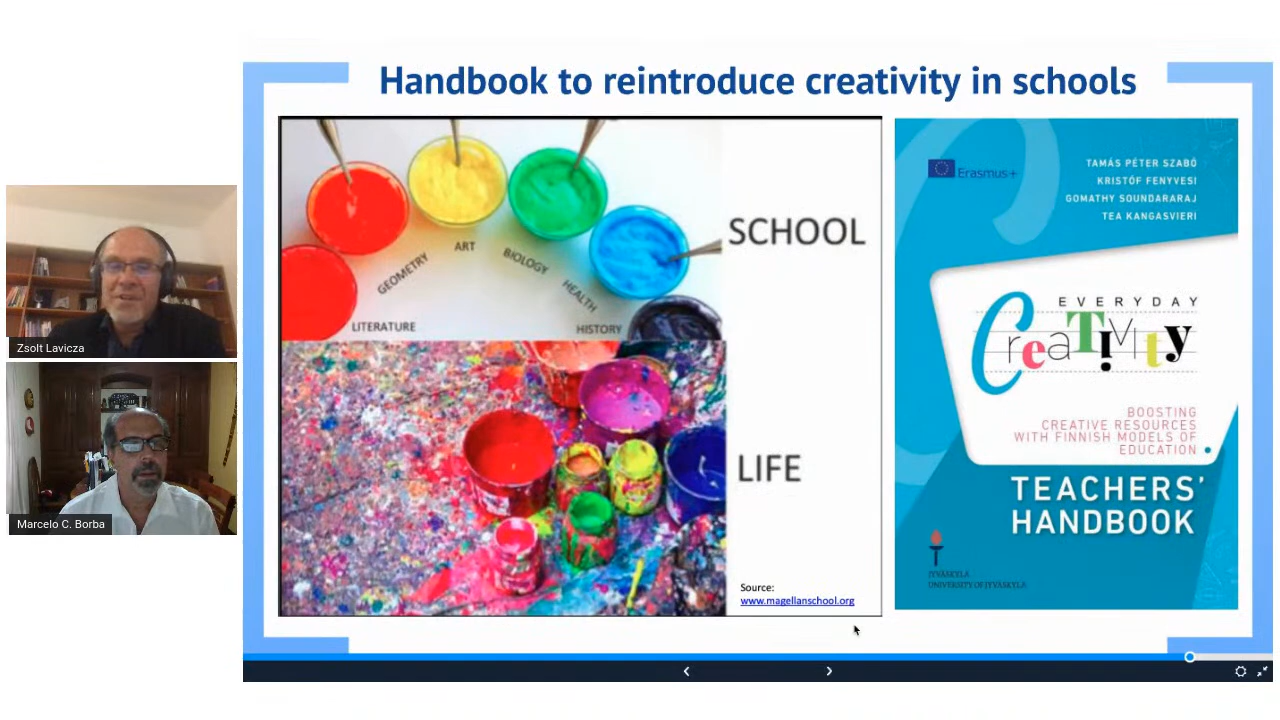 Handbook to reintroduce creativity in schools
Zsolt Lavicza
Marcelo C. Borba
LITERATURE
GEOMETRY
ART
BIOLOGY
HEALTH
HISTORY
SCHOOL
LIFE
Source:
www.magellanschool.org
Erasmus+
TAMÁS PÉTER SZABÓ
KRISTÓF FENYVESI
GOMATHY SOUNDARARAJ
TEA KANGASVIERI
EVERYDAY
CreaTiVity
BOOSTING
CREATIVE RESOURCES
WITH FINNISH MODELS OF
EDUCATION
TEACHERS'
HANDBOOK
UNIVERSITY OF JYVÄSKYLÄ